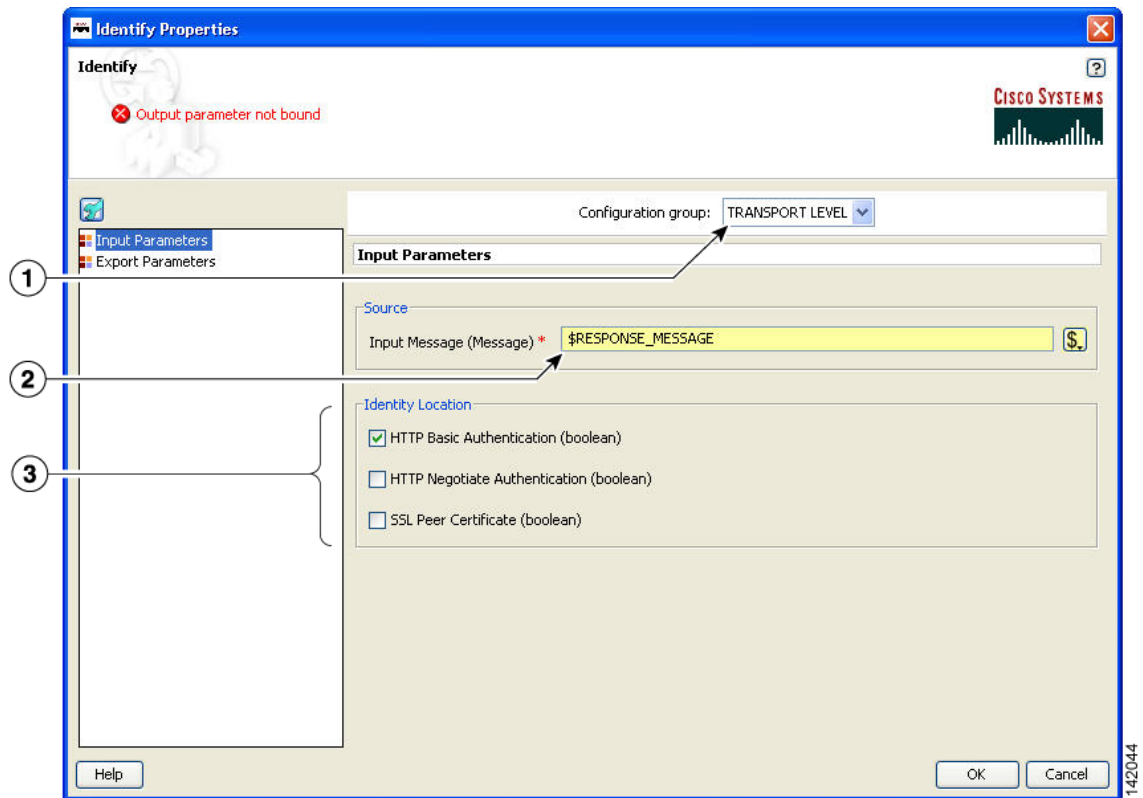 Identify Properties
Identify
?
Output parameter not bound
CISCO SYSTEMS
Configuration group: TRANSPORT LEVEL
Input Parameters
Export Parameters
Input Parameters
1
Source
Input Message (Message) * $RESPONSE_MESSAGE $
2
Identity Location
HTTP Basic Authentication (boolean)
3
HTTP Negotiate Authentication (boolean)
SSL Peer Certificate (boolean)
Help OK Cancel
142044